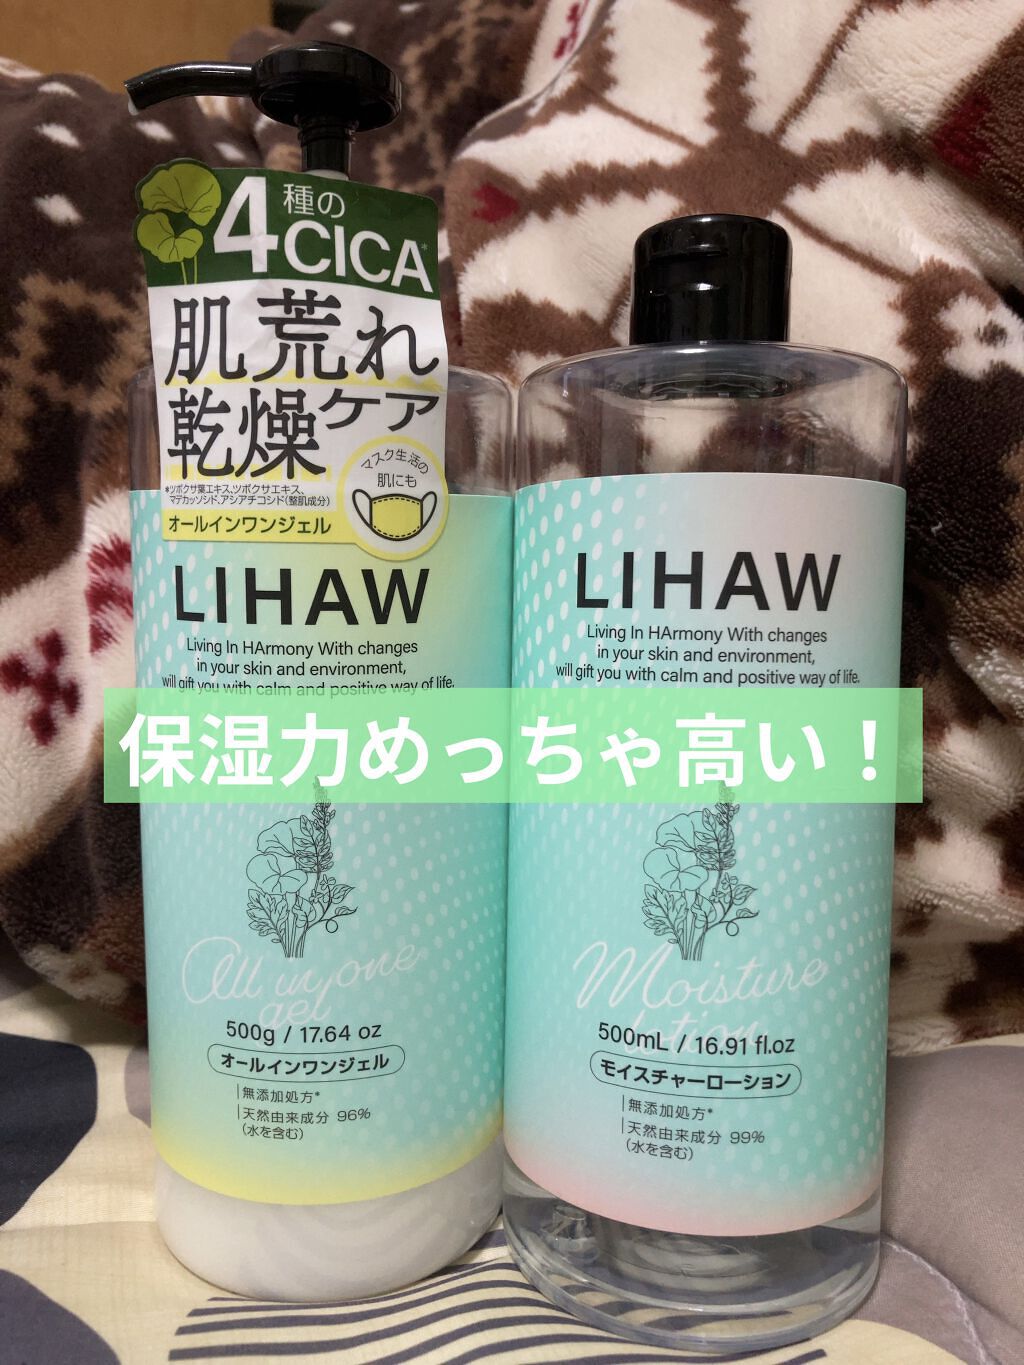 4種の
CICA*
肌荒れ
乾燥ケア
マスク生活の
肌にも
*ツボクサ葉エキス、ツボクサエキス、
マデカッソシド、アシアチコシド(整肌成分)
オールインワンジェル
LIHAW
Living In HArmony With changes
in your skin and environment,
will gift you with calm and positive way of life.
LIHAW
Living In HArmony With changes
in your skin and environment,
will gift you with calm and positive way of life.
保湿力めっちゃ高い！
All in one
gel
500g / 17.64 oz
オールインワンジェル
無添加処方*
天然由来成分 96%
(水を含む)
Moisture
lotion
500mL / 16.91 fl.oz
モイスチャーローション
無添加処方*
天然由来成分 99%
(水を含む)